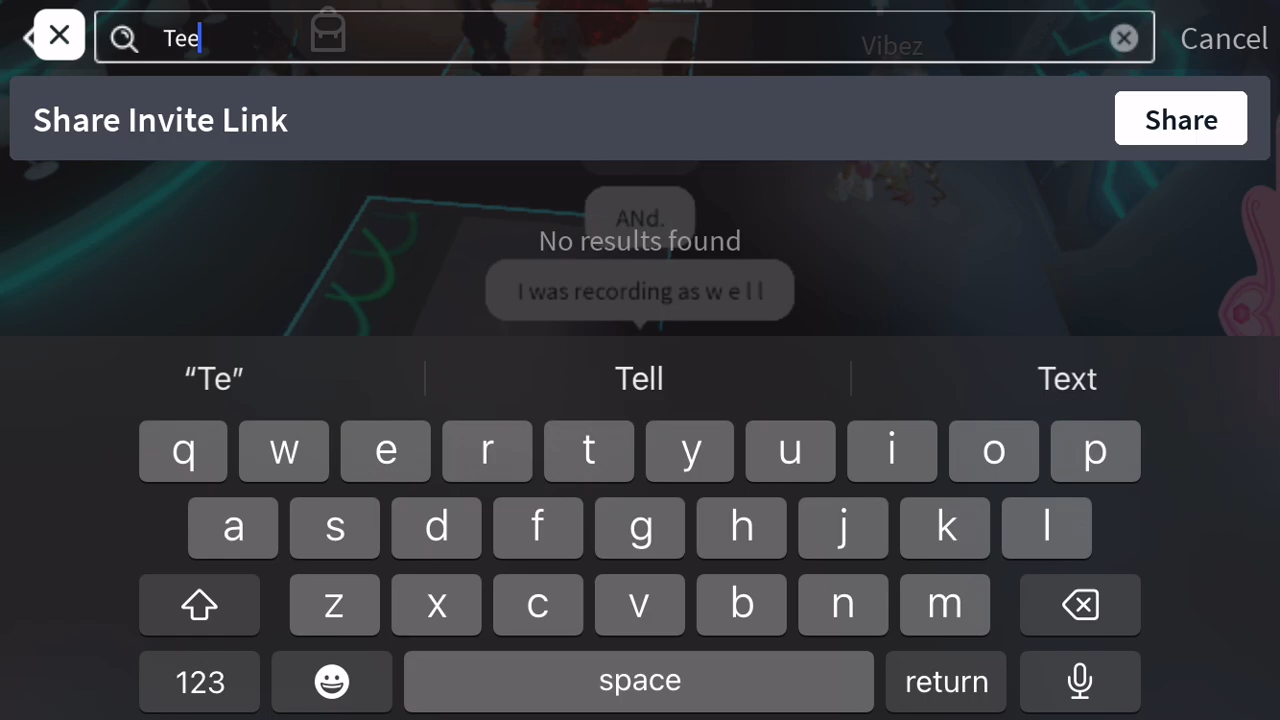 Tee
Vibez
Cancel
Share Invite Link
Share
ANd.
No results found
I was recording as w e l l
“Te”
Tell
Text
q w e r t y u i o p
a s d f g h j k l
z x c v b n m
123
space
return